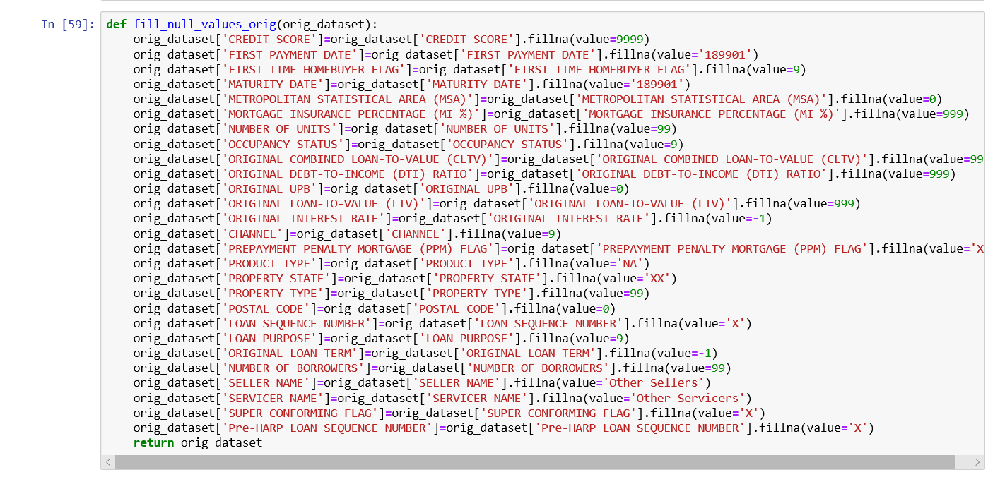 In [59]: def fill_null_values_orig(orig_dataset):
    orig_dataset['CREDIT SCORE']=orig_dataset['CREDIT SCORE'].fillna(value=9999)
    orig_dataset['FIRST PAYMENT DATE']=orig_dataset['FIRST PAYMENT DATE'].fillna(value='189901')
    orig_dataset['FIRST TIME HOMEBUYER FLAG']=orig_dataset['FIRST TIME HOMEBUYER FLAG'].fillna(value=9)
    orig_dataset['MATURITY DATE']=orig_dataset['MATURITY DATE'].fillna(value='189901')
    orig_dataset['METROPOLITAN STATISTICAL AREA (MSA)']=orig_dataset['METROPOLITAN STATISTICAL AREA (MSA)'].fillna(value=0)
    orig_dataset['MORTGAGE INSURANCE PERCENTAGE (MI %)']=orig_dataset['MORTGAGE INSURANCE PERCENTAGE (MI %)'].fillna(value=999)
    orig_dataset['NUMBER OF UNITS']=orig_dataset['NUMBER OF UNITS'].fillna(value=99)
    orig_dataset['OCCUPANCY STATUS']=orig_dataset['OCCUPANCY STATUS'].fillna(value=9)
    orig_dataset['ORIGINAL COMBINED LOAN-TO-VALUE (CLTV)']=orig_dataset['ORIGINAL COMBINED LOAN-TO-VALUE (CLTV)'].fillna(value=99
    orig_dataset['ORIGINAL DEBT-TO-INCOME (DTI) RATIO']=orig_dataset['ORIGINAL DEBT-TO-INCOME (DTI) RATIO'].fillna(value=999)
    orig_dataset['ORIGINAL UPB']=orig_dataset['ORIGINAL UPB'].fillna(value=0)
    orig_dataset['ORIGINAL LOAN-TO-VALUE (LTV)']=orig_dataset['ORIGINAL LOAN-TO-VALUE (LTV)'].fillna(value=999)
    orig_dataset['ORIGINAL INTEREST RATE']=orig_dataset['ORIGINAL INTEREST RATE'].fillna(value=-1)
    orig_dataset['CHANNEL']=orig_dataset['CHANNEL'].fillna(value=9)
    orig_dataset['PREPAYMENT PENALTY MORTGAGE (PPM) FLAG']=orig_dataset['PREPAYMENT PENALTY MORTGAGE (PPM) FLAG'].fillna(value='X
    orig_dataset['PRODUCT TYPE']=orig_dataset['PRODUCT TYPE'].fillna(value='NA')
    orig_dataset['PROPERTY STATE']=orig_dataset['PROPERTY STATE'].fillna(value='XX')
    orig_dataset['PROPERTY TYPE']=orig_dataset['PROPERTY TYPE'].fillna(value=99)
    orig_dataset['POSTAL CODE']=orig_dataset['POSTAL CODE'].fillna(value=0)
    orig_dataset['LOAN SEQUENCE NUMBER']=orig_dataset['LOAN SEQUENCE NUMBER'].fillna(value='X')
    orig_dataset['LOAN PURPOSE']=orig_dataset['LOAN PURPOSE'].fillna(value=9)
    orig_dataset['ORIGINAL LOAN TERM']=orig_dataset['ORIGINAL LOAN TERM'].fillna(value=-1)
    orig_dataset['NUMBER OF BORROWERS']=orig_dataset['NUMBER OF BORROWERS'].fillna(value=99)
    orig_dataset['SELLER NAME']=orig_dataset['SELLER NAME'].fillna(value='Other Sellers')
    orig_dataset['SERVICER NAME']=orig_dataset['SERVICER NAME'].fillna(value='Other Servicers')
    orig_dataset['SUPER CONFORMING FLAG']=orig_dataset['SUPER CONFORMING FLAG'].fillna(value='X')
    orig_dataset['Pre-HARP LOAN SEQUENCE NUMBER']=orig_dataset['Pre-HARP LOAN SEQUENCE NUMBER'].fillna(value='X')
    return orig_dataset